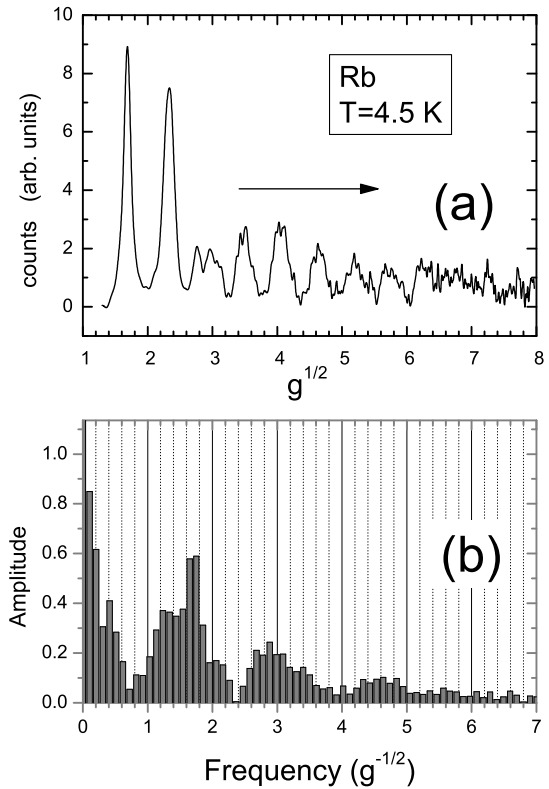 10
8
6
4
2
0
counts (arb. units)
Rb
T=4.5 K
(a)
1 2 3 4 5 6 7 8
g^{1/2}
1.0
0.8
0.6
0.4
0.2
0.0
Amplitude
(b)
0 1 2 3 4 5 6 7
Frequency (g^{-1/2})